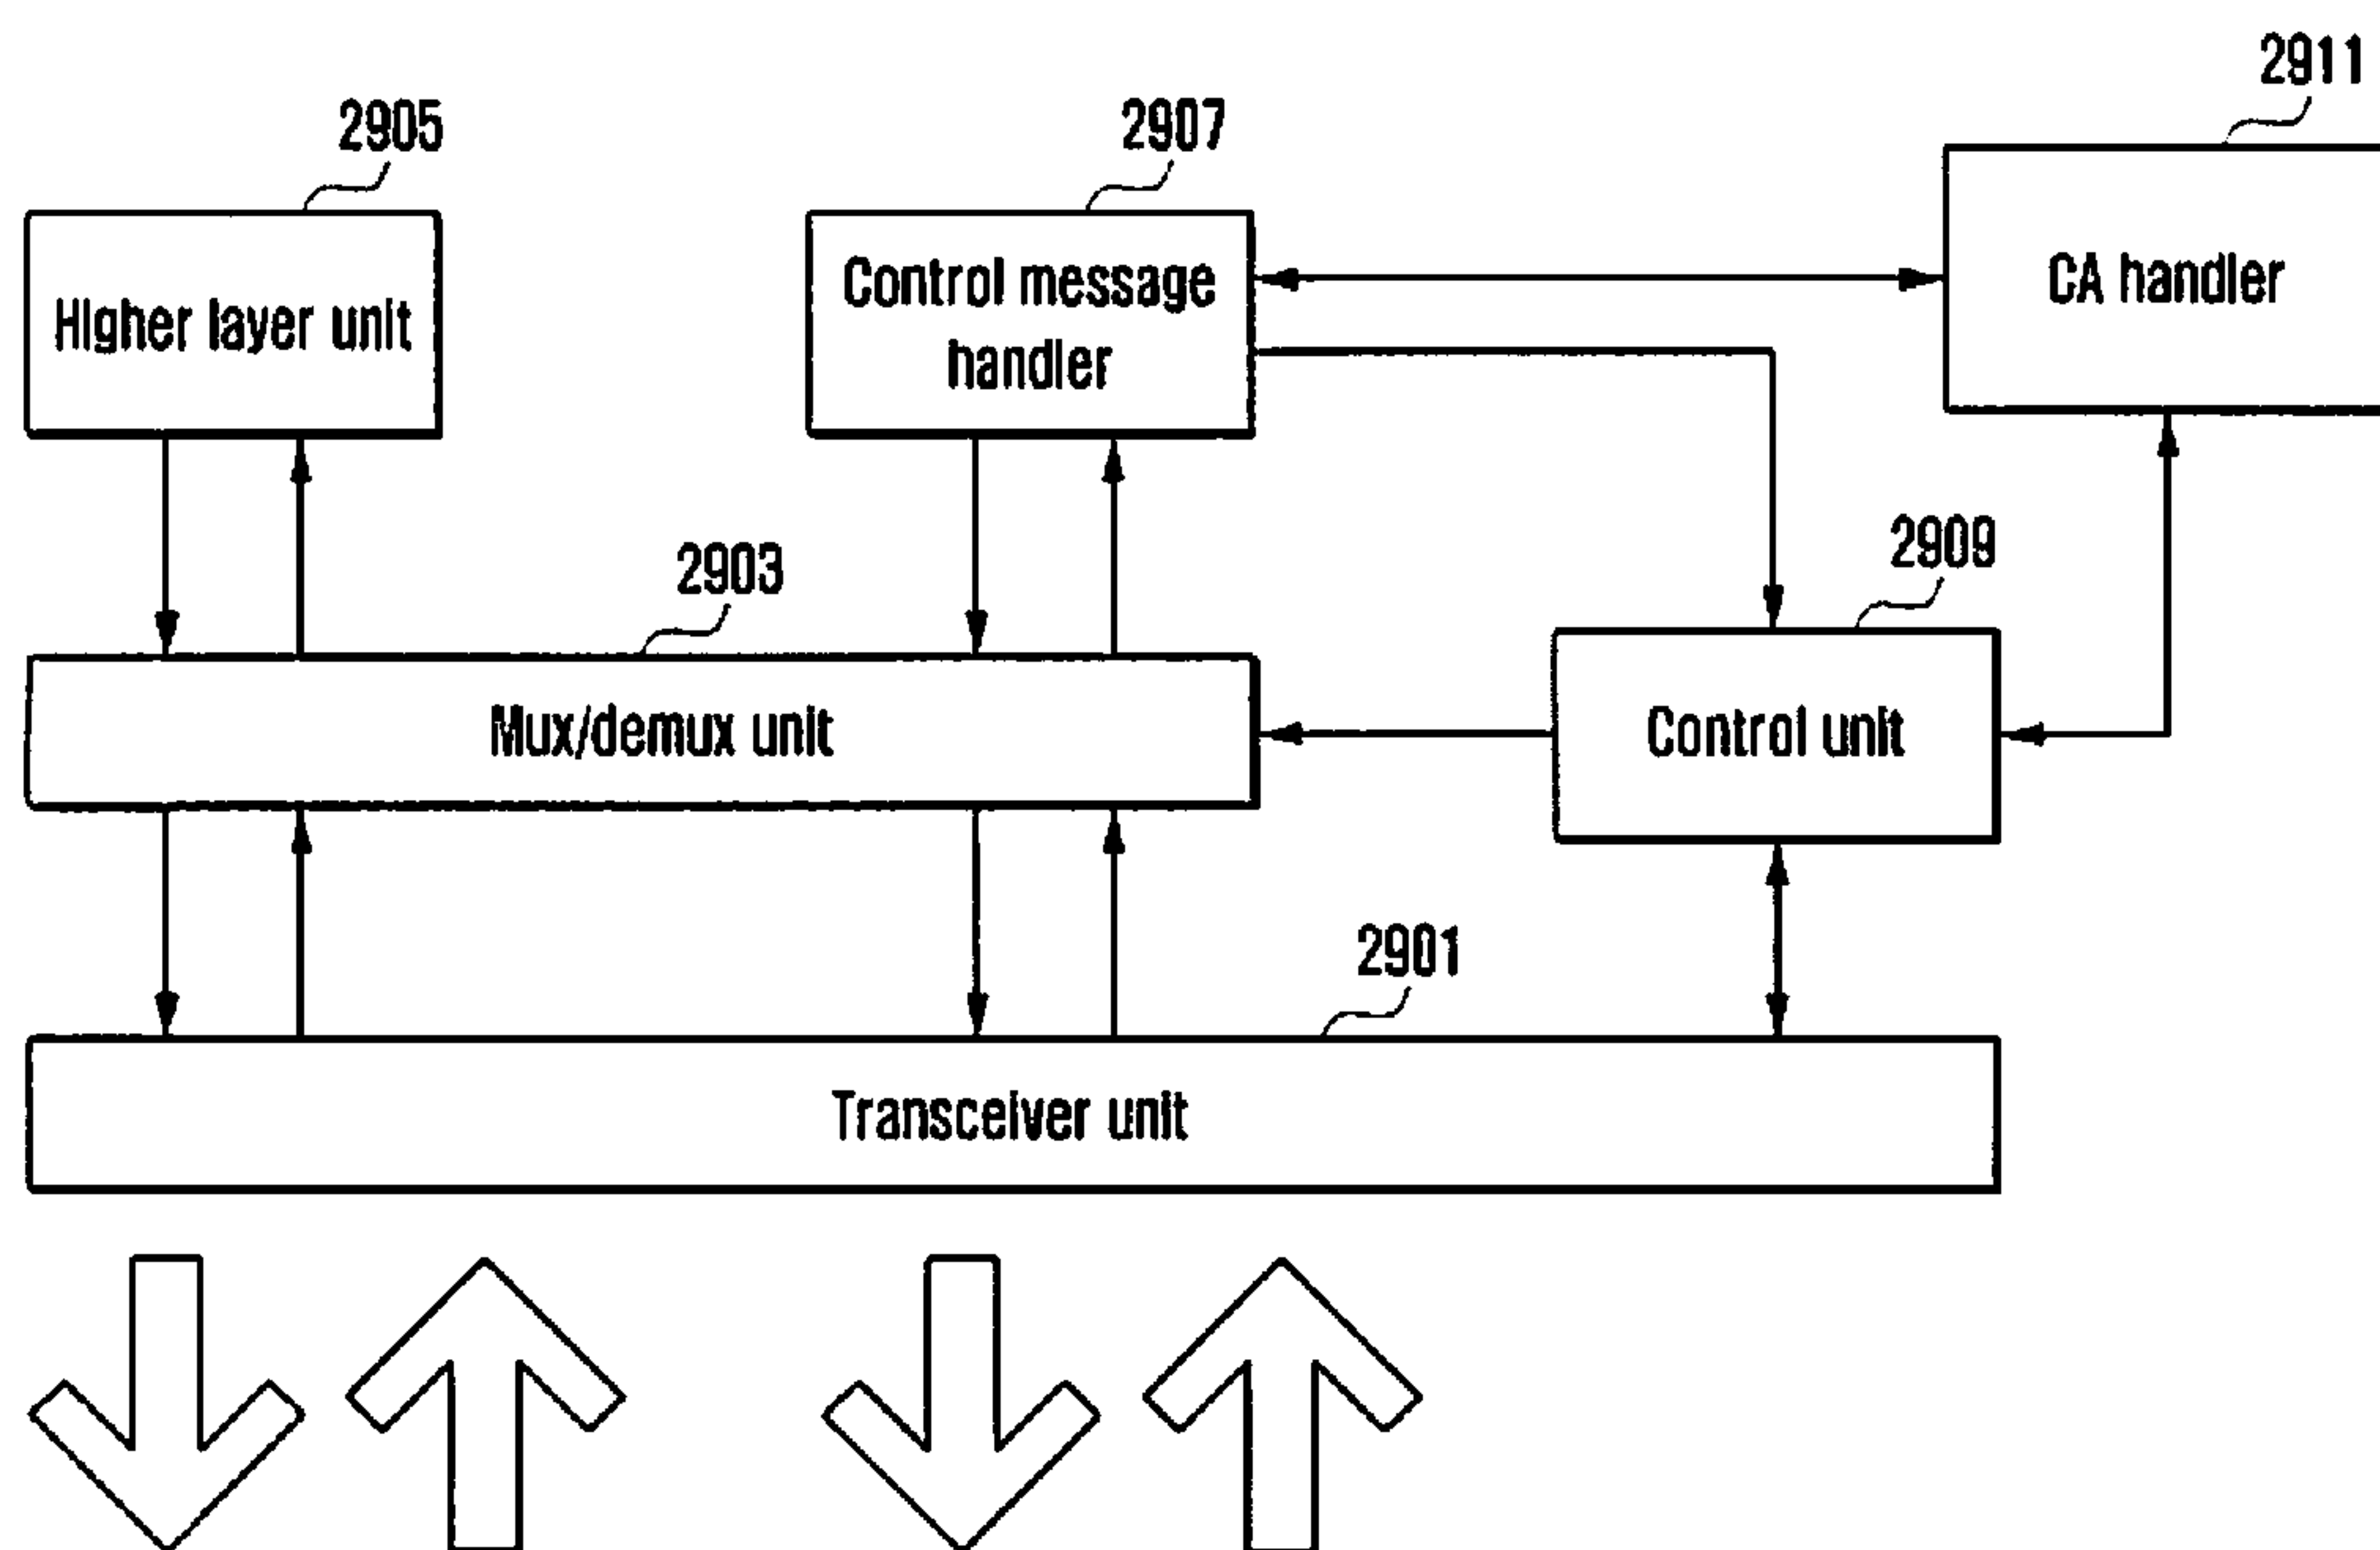 2911
2905
2907
Higher layer unit
Control message
handler
CA handler
2903
2909
Mux/demux unit
Control unit
2901
Transceiver unit